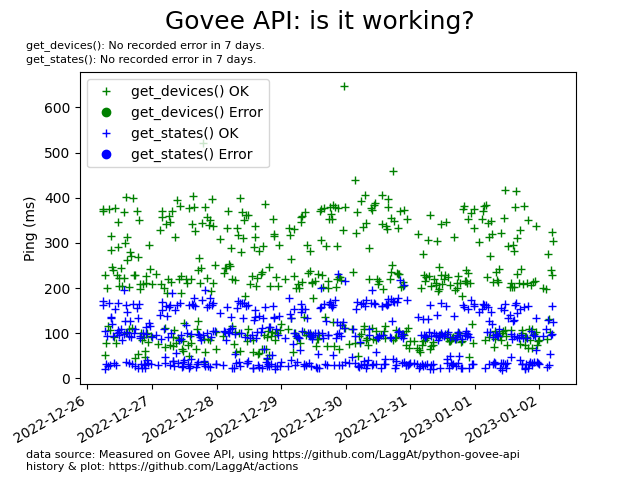 Govee API: is it working?
get_devices(): No recorded error in 7 days.
get_states(): No recorded error in 7 days.
get_devices() OK
get_devices() Error
get_states() OK
get_states() Error
Ping (ms)
600
500
400
300
200
100
0
2022-12-26
2022-12-27
2022-12-28
2022-12-29
2022-12-30
2022-12-31
2023-01-01
2023-01-02
data source: Measured on Govee API, using https://github.com/LaggAt/python-govee-api
history & plot: https://github.com/LaggAt/actions